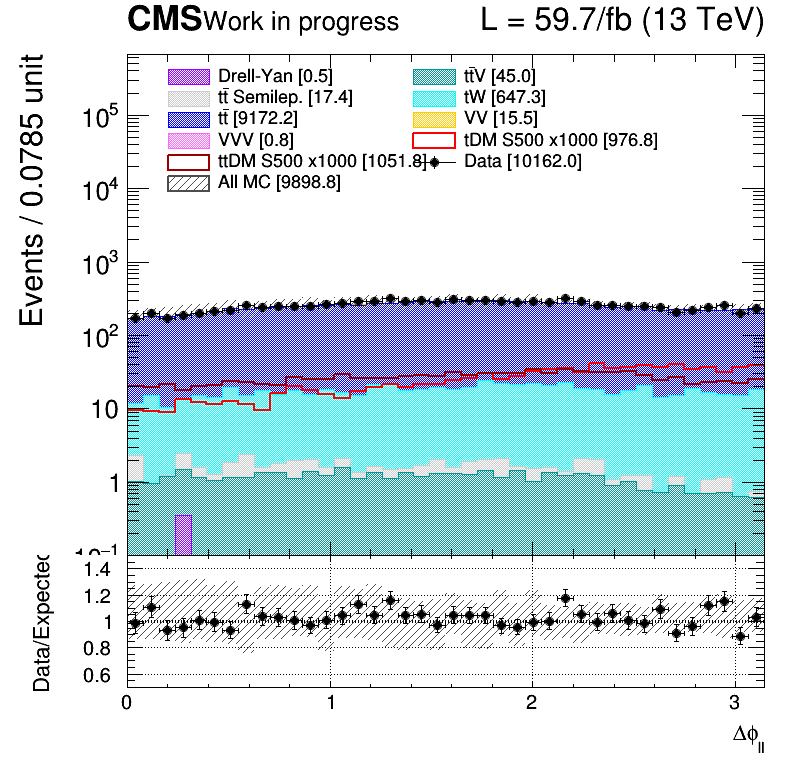 CMS Work in progress L = 59.7/fb (13 TeV)
Events / 0.0785 unit
Drell-Yan [0.5] tt̄V [45.0]
tt̄ Semilep. [17.4] tW [647.3]
tt̄ [9172.2] VV [15.5]
VVV [0.8] tDM S500 x1000 [976.8]
ttDM S500 x1000 [1051.8] Data [10162.0]
All MC [9898.8]
10⁵
10⁴
10³
10²
10
1
10⁻¹
Data/Expected
1.4
1.2
1
0.8
0.6
0 1 2 3
Δϕ_ll